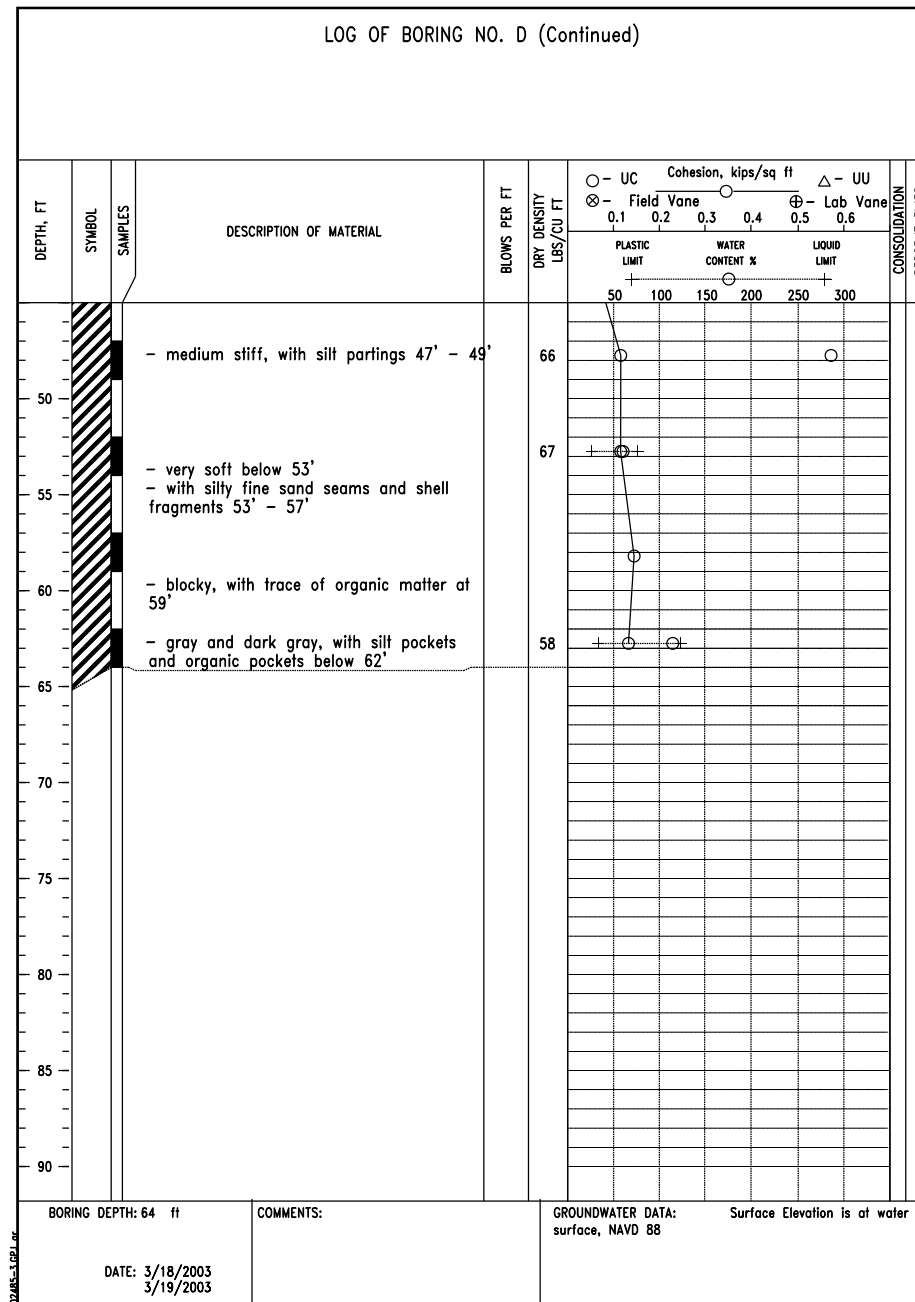 LOG OF BORING NO. D (Continued)
DEPTH, FT
SYMBOL
SAMPLES
DESCRIPTION OF MATERIAL
BLOWS PER FT
DRY DENSITY
LBS/CU FT
○ - UC
Cohesion, kips/sq ft
△ - UU
⊗ - Field Vane
⊕ - Lab Vane
0.1 0.2 0.3 0.4 0.5 0.6
PLASTIC
LIMIT
WATER
CONTENT %
LIQUID
LIMIT
50 100 150 200 250 300
CONSOLIDATION
- medium stiff, with silt partings 47' - 49'
66
50
67
- very soft below 53'
55
- with silty fine sand seams and shell
fragments 53' - 57'
- blocky, with trace of organic matter at
60
59'
- gray and dark gray, with silt pockets
58
and organic pockets below 62'
65
70
75
80
85
90
BORING DEPTH: 64 ft
DATE: 3/18/2003
3/19/2003
COMMENTS:
GROUNDWATER DATA: Surface Elevation is at water
surface, NAVD 88